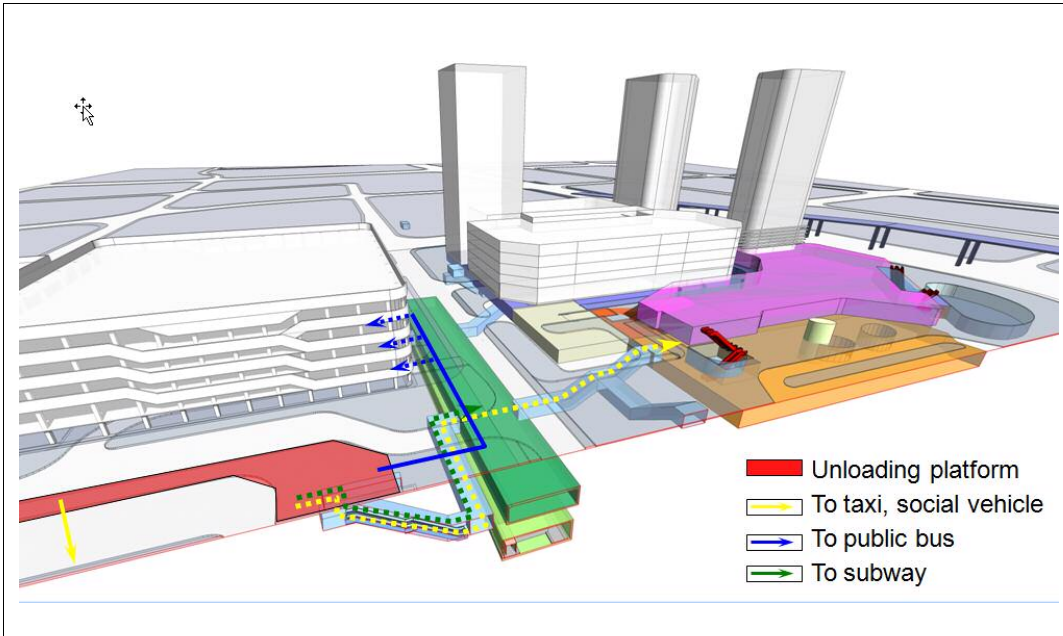 Unloading platform
To taxi, social vehicle
To public bus
To subway